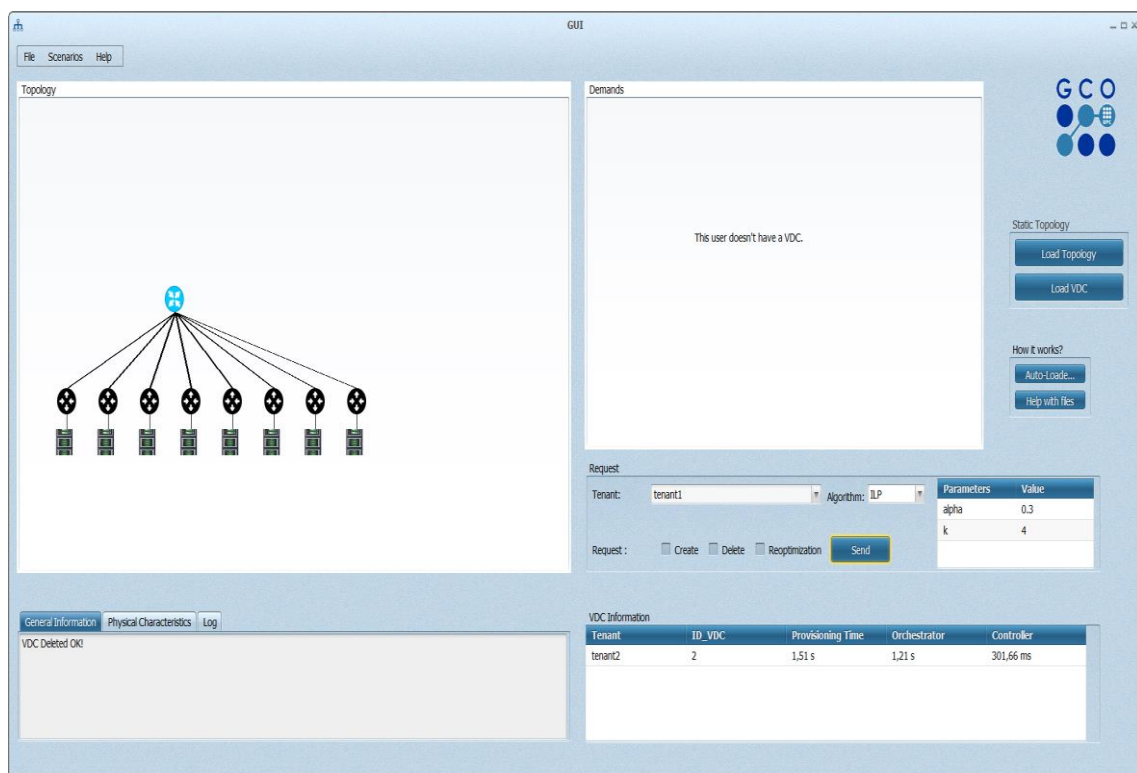 GUI
File Scenarios Help
Topology
Demands
G C O
UPC
This user doesn't have a VDC.
Static Topology
Load Topology
Load VDC
How it works?
Auto-Loade...
Help with files
Request
Tenant: tenant1 Algorithm: ILP
Parameters Value
alpha 0.3
k 4
Request : Create Delete Reoptimization Send
General Information Physical Characteristics Log
VDC Deleted OK!
VDC Information
Tenant ID_VDC Provisioning Time Orchestrator Controller
tenant2 2 1,51 s 1,21 s 301,66 ms